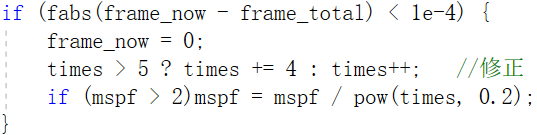 if (fabs(frame_now - frame_total) < 1e-4) {
    frame_now = 0;
    times > 5 ? times += 4 : times++;   //修正
    if (mspf > 2)mspf = mspf / pow(times, 0.2);
}